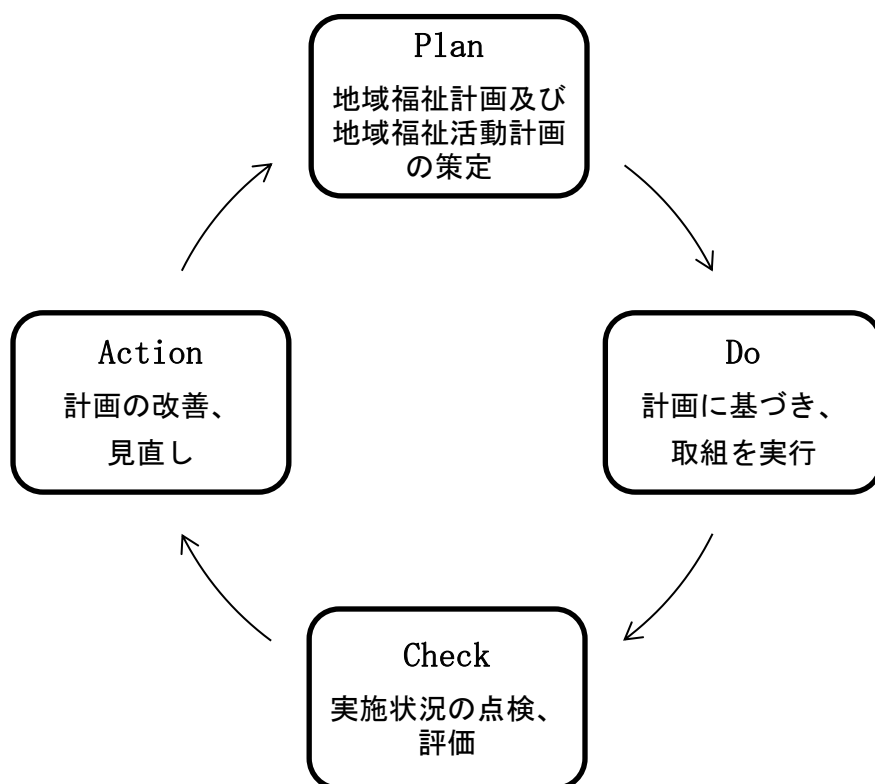 Plan
地域福祉計画及び
地域福祉活動計画
の策定
Do
計画に基づき、
取組を実行
Check
実施状況の点検、
評価
Action
計画の改善、
見直し